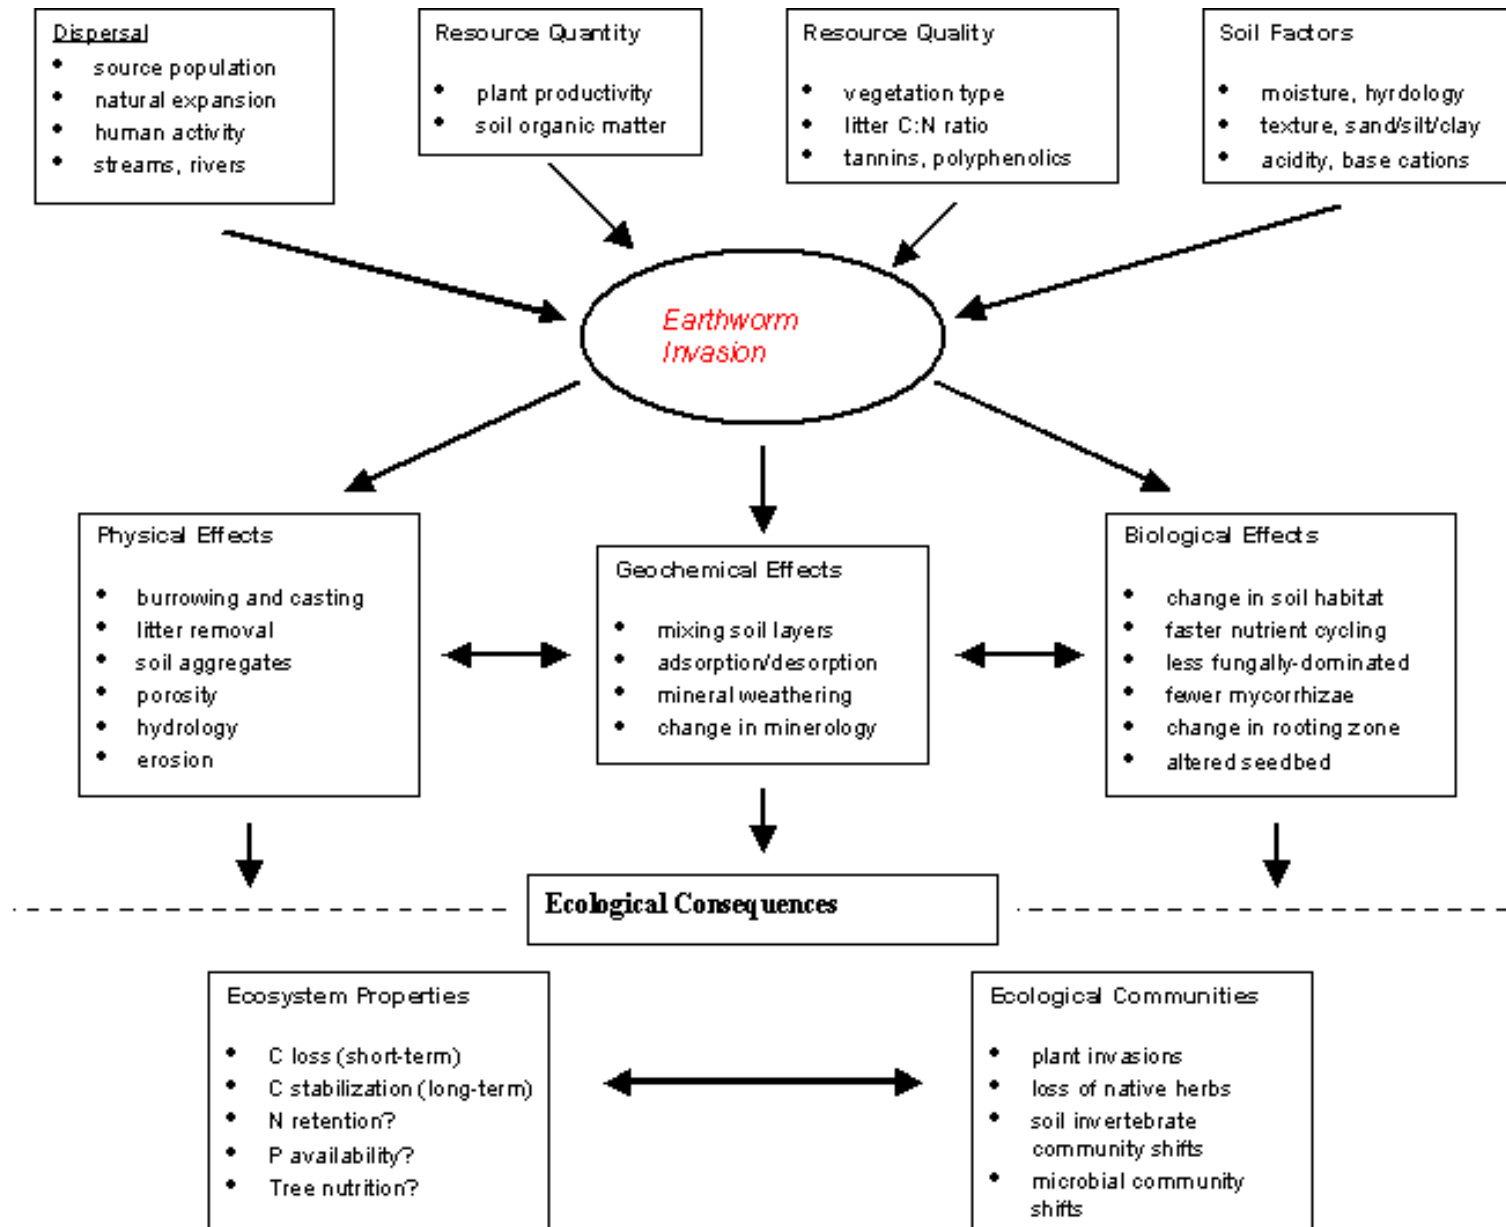 Dispersal
• source population
• natural expansion
• human activity
• streams, rivers
Resource Quantity
• plant productivity
• soil organic matter
Resource Quality
• vegetation type
• litter C:N ratio
• tannins, polyphenolics
Soil Factors
• moisture, hyrdology
• texture, sand/silt/clay
• acidity, base cations
Earthworm
Invasion
Physical Effects
• burrowing and casting
• litter removal
• soil aggregates
• porosity
• hydrology
• erosion
Geochemical Effects
• mixing soil layers
• adsorption/desorption
• mineral weathering
• change in minerology
Biological Effects
• change in soil habitat
• faster nutrient cycling
• less fungally-dominated
• fewer mycorrhizae
• change in rooting zone
• altered seedbed
Ecological Consequences
Ecosystem Properties
• C loss (short-term)
• C stabilization (long-term)
• N retention?
• P availability?
• Tree nutrition?
Ecological Communities
• plant invasions
• loss of native herbs
• soil invertebrate
community shifts
• microbial community
shifts